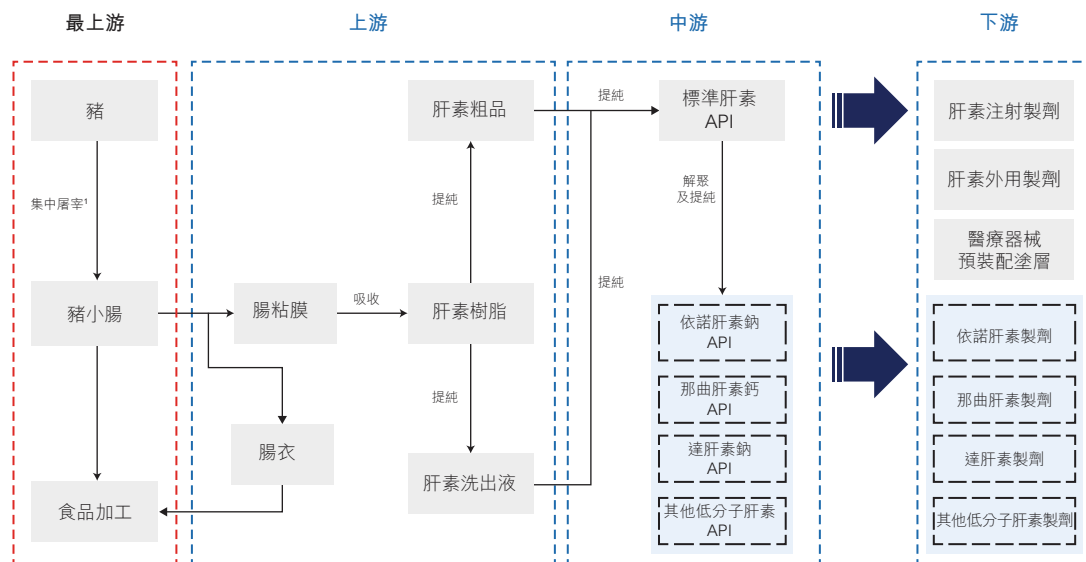 最上游
上游
中游
下游
豬
集中屠宰¹
豬小腸
食品加工
腸粘膜
腸衣
吸收
肝素粗品
提純
肝素樹脂
提純
肝素洗出液
提純
提純
標準肝素
API
解聚
及提純
依諾肝素鈉
API
那曲肝素鈣
API
達肝素鈉
API
其他低分子肝素
API
肝素注射製劑
肝素外用製劑
醫療器械
預裝配塗層
依諾肝素製劑
那曲肝素製劑
達肝素製劑
其他低分子肝素製劑